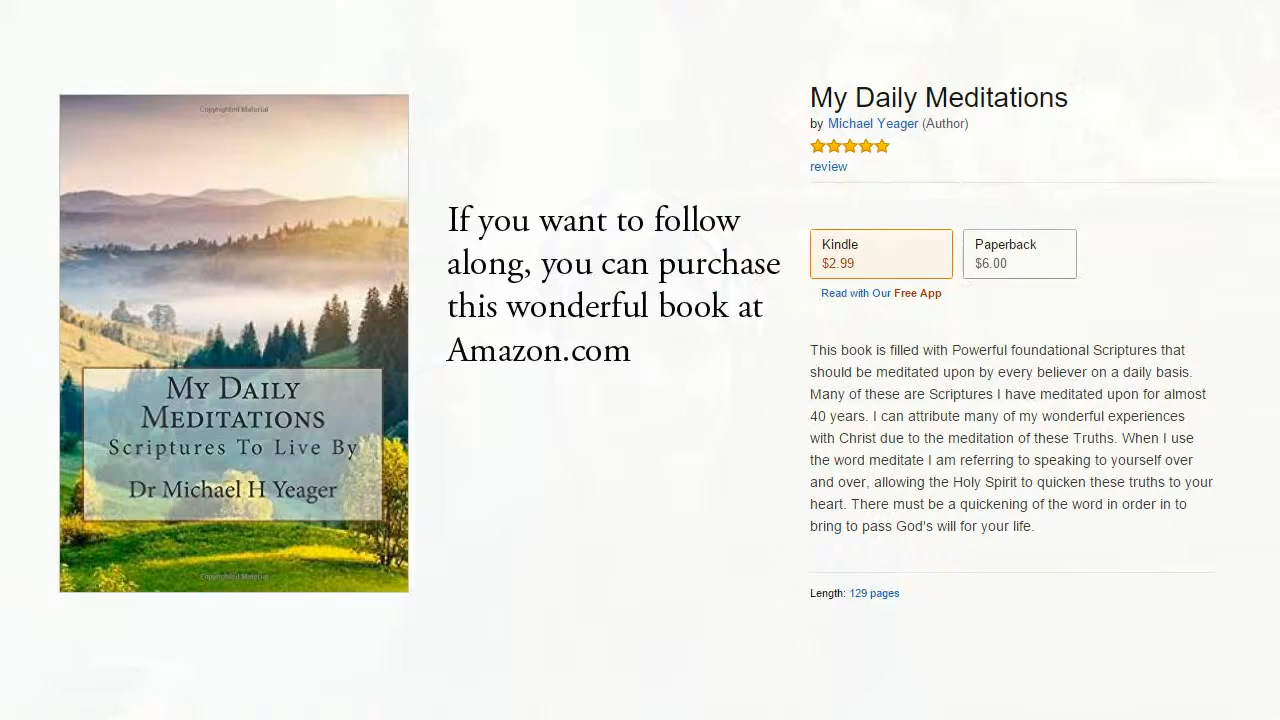 Copyrighted Material
My Daily
Meditations
Scriptures To Live By
Dr Michael H Yeager
Copyrighted Material
If you want to follow
along, you can purchase
this wonderful book at
Amazon.com
My Daily Meditations
by Michael Yeager (Author)
review
Kindle
$2.99
Paperback
$6.00
Read with Our Free App
This book is filled with Powerful foundational Scriptures that
should be meditated upon by every believer on a daily basis.
Many of these are Scriptures I have meditated upon for almost
40 years. I can attribute many of my wonderful experiences
with Christ due to the meditation of these Truths. When I use
the word meditate I am referring to speaking to yourself over
and over, allowing the Holy Spirit to quicken these truths to your
heart. There must be a quickening of the word in order in to
bring to pass God's will for your life.
Length: 129 pages